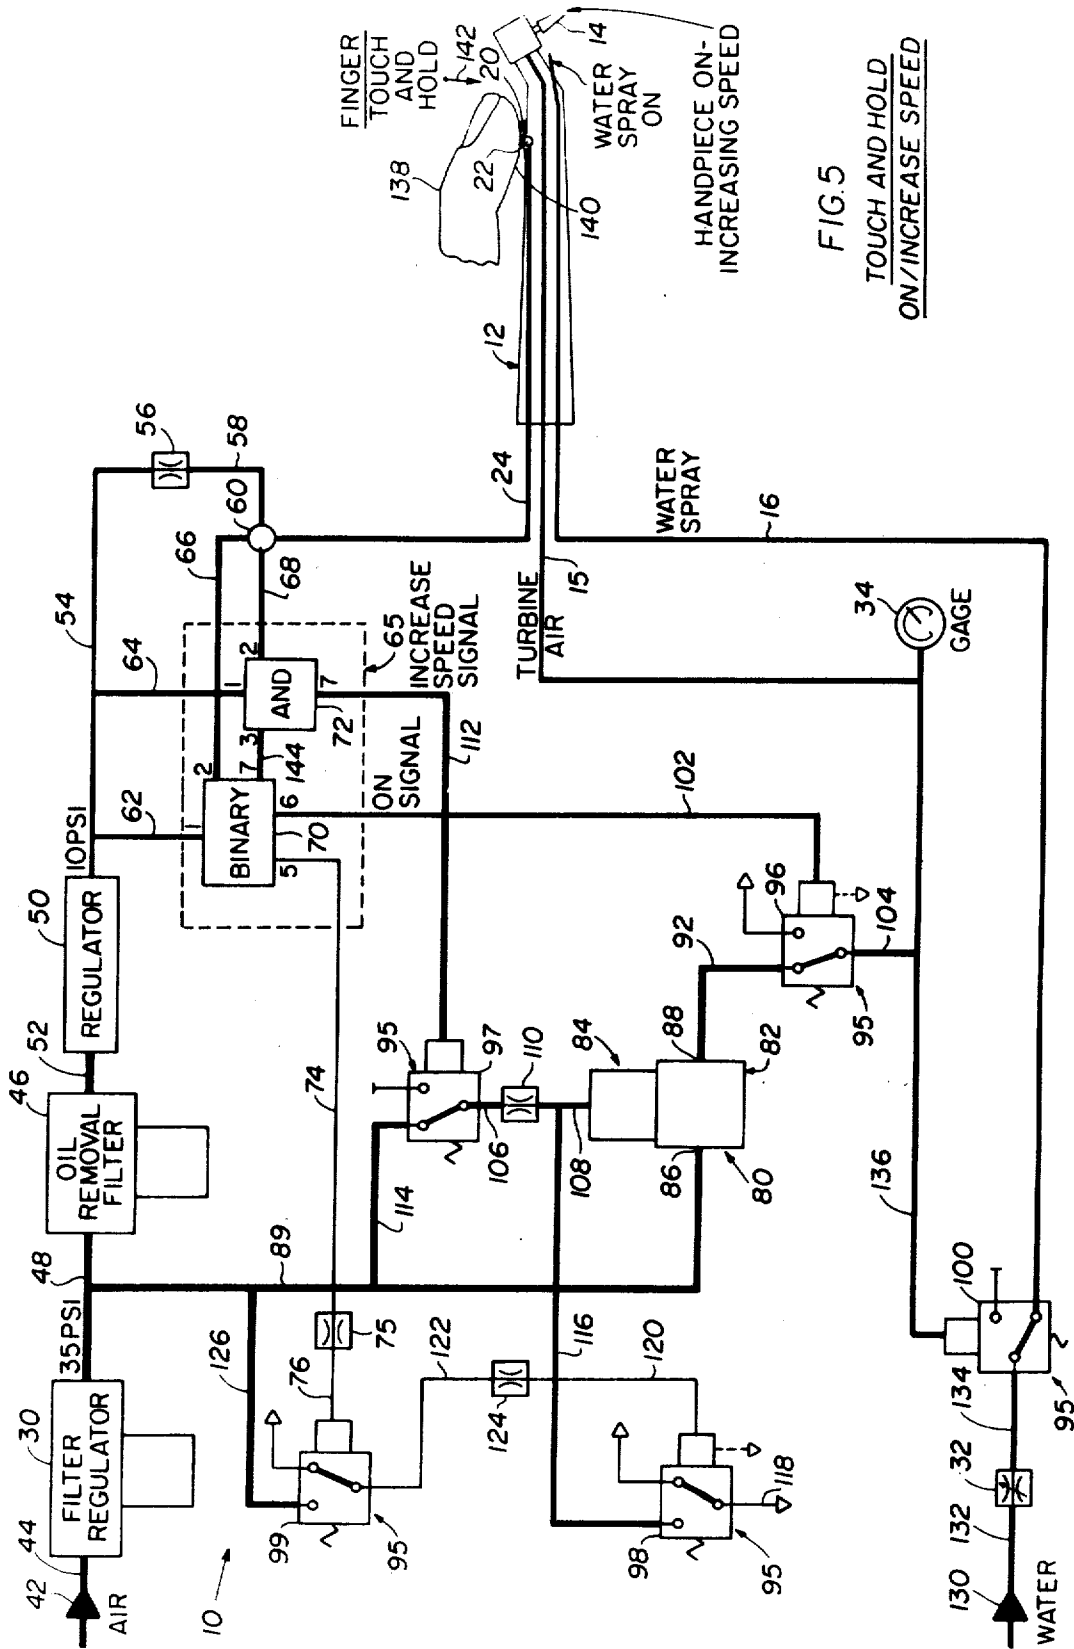 FINGER
TOUCH
AND
HOLD
142
20
138
22
140
14
WATER
SPRAY
ON
HANDPIECE ON-
INCREASING SPEED
12
FIG.5
TOUCH AND HOLD
ON/INCREASE SPEED
42
44
AIR
30
FILTER
REGULATOR
35PSI
48
46
OIL
REMOVAL
FILTER
52
50
REGULATOR
10PSI
54
56
58
60
62
64
66
68
24
BINARY
1
2
7
5
6
70
AND
1
2
3
7
72
144
65
ON
SIGNAL
INCREASE
SPEED
SIGNAL
TURBINE
AIR
15
WATER
SPRAY
16
10
126
89
74
75
76
99
95
122
124
120
114
95
97
106
110
108
112
102
84
82
80
86
88
92
96
95
104
116
98
95
118
34
GAGE
136
100
95
134
32
132
130
WATER